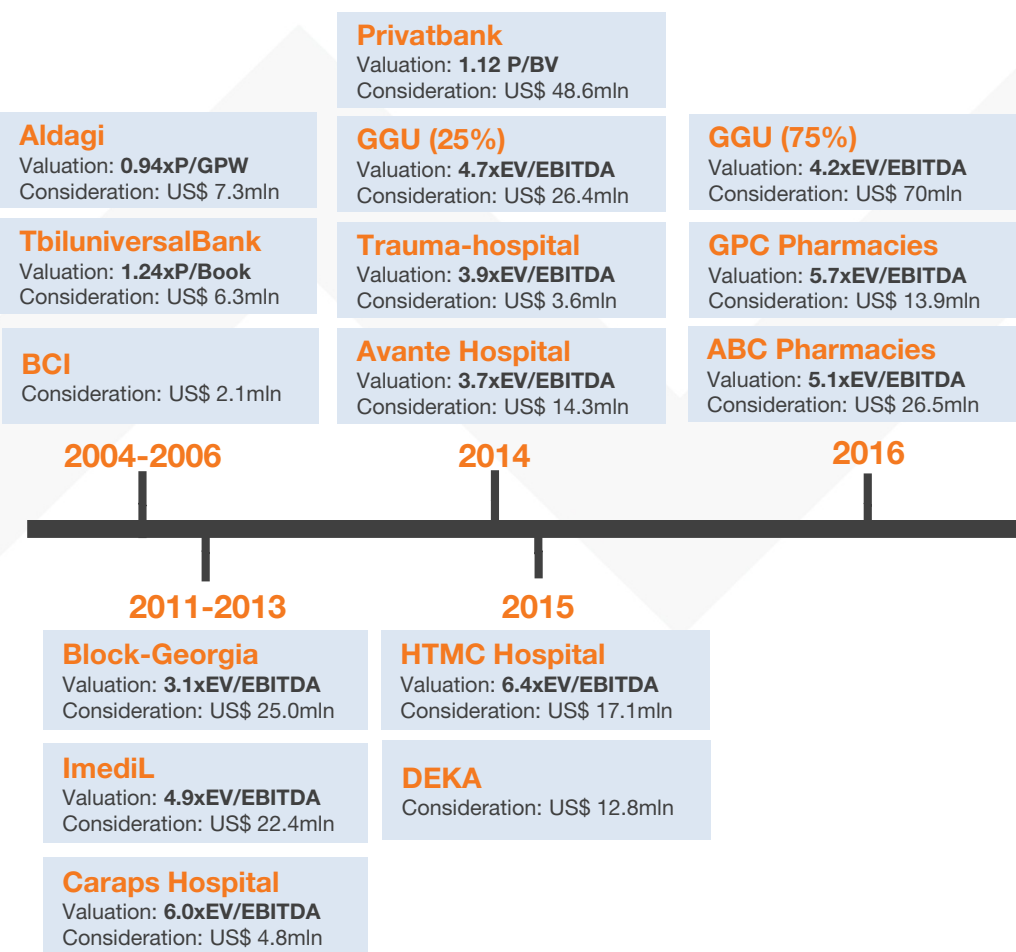 Privatbank
Valuation: 1.12 P/BV
Consideration: US$ 48.6mln
Aldagi
Valuation: 0.94xP/GPW
Consideration: US$ 7.3mln
GGU (25%)
Valuation: 4.7xEV/EBITDA
Consideration: US$ 26.4mln
GGU (75%)
Valuation: 4.2xEV/EBITDA
Consideration: US$ 70mln
TbiluniversalBank
Valuation: 1.24xP/Book
Consideration: US$ 6.3mln
Trauma-hospital
Valuation: 3.9xEV/EBITDA
Consideration: US$ 3.6mln
GPC Pharmacies
Valuation: 5.7xEV/EBITDA
Consideration: US$ 13.9mln
BCI
Consideration: US$ 2.1mln
Avante Hospital
Valuation: 3.7xEV/EBITDA
Consideration: US$ 14.3mln
ABC Pharmacies
Valuation: 5.1xEV/EBITDA
Consideration: US$ 26.5mln
2004-2006
2014
2016
2011-2013
2015
Block-Georgia
Valuation: 3.1xEV/EBITDA
Consideration: US$ 25.0mln
HTMC Hospital
Valuation: 6.4xEV/EBITDA
Consideration: US$ 17.1mln
ImediL
Valuation: 4.9xEV/EBITDA
Consideration: US$ 22.4mln
DEKA
Consideration: US$ 12.8mln
Caraps Hospital
Valuation: 6.0xEV/EBITDA
Consideration: US$ 4.8mln